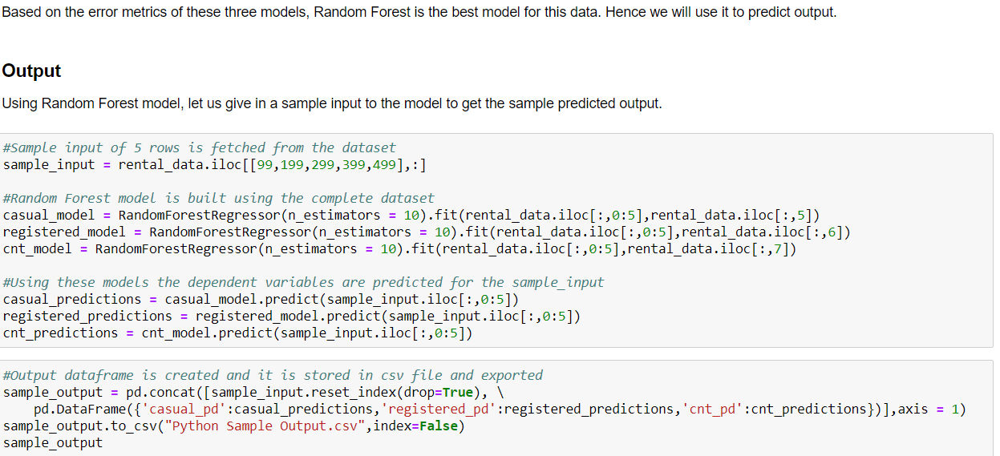 Based on the error metrics of these three models, Random Forest is the best model for this data. Hence we will use it to predict output.
Output
Using Random Forest model, let us give in a sample input to the model to get the sample predicted output.
#Sample input of 5 rows is fetched from the dataset
sample_input = rental_data.iloc[[99,199,299,399,499],:]
#Random Forest model is built using the complete dataset
casual_model = RandomForestRegressor(n_estimators = 10).fit(rental_data.iloc[:,0:5],rental_data.iloc[:,5])
registered_model = RandomForestRegressor(n_estimators = 10).fit(rental_data.iloc[:,0:5],rental_data.iloc[:,6])
cnt_model = RandomForestRegressor(n_estimators = 10).fit(rental_data.iloc[:,0:5],rental_data.iloc[:,7])
#Using these models the dependent variables are predicted for the sample_input
casual_predictions = casual_model.predict(sample_input.iloc[:,0:5])
registered_predictions = registered_model.predict(sample_input.iloc[:,0:5])
cnt_predictions = cnt_model.predict(sample_input.iloc[:,0:5])
#Output dataframe is created and it is stored in csv file and exported
sample_output = pd.concat([sample_input.reset_index(drop=True), \
    pd.DataFrame({'casual_pd':casual_predictions,'registered_pd':registered_predictions,'cnt_pd':cnt_predictions})],axis = 1)
sample_output.to_csv("Python Sample Output.csv",index=False)
sample_output